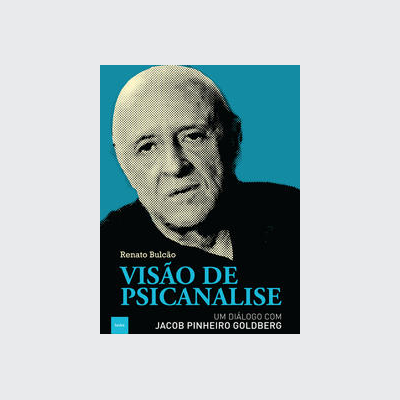 Renato Bulcão
VISÃO DE
PSICANALISE
UM DIÁLOGO COM
JACOB PINHEIRO GOLDBERG